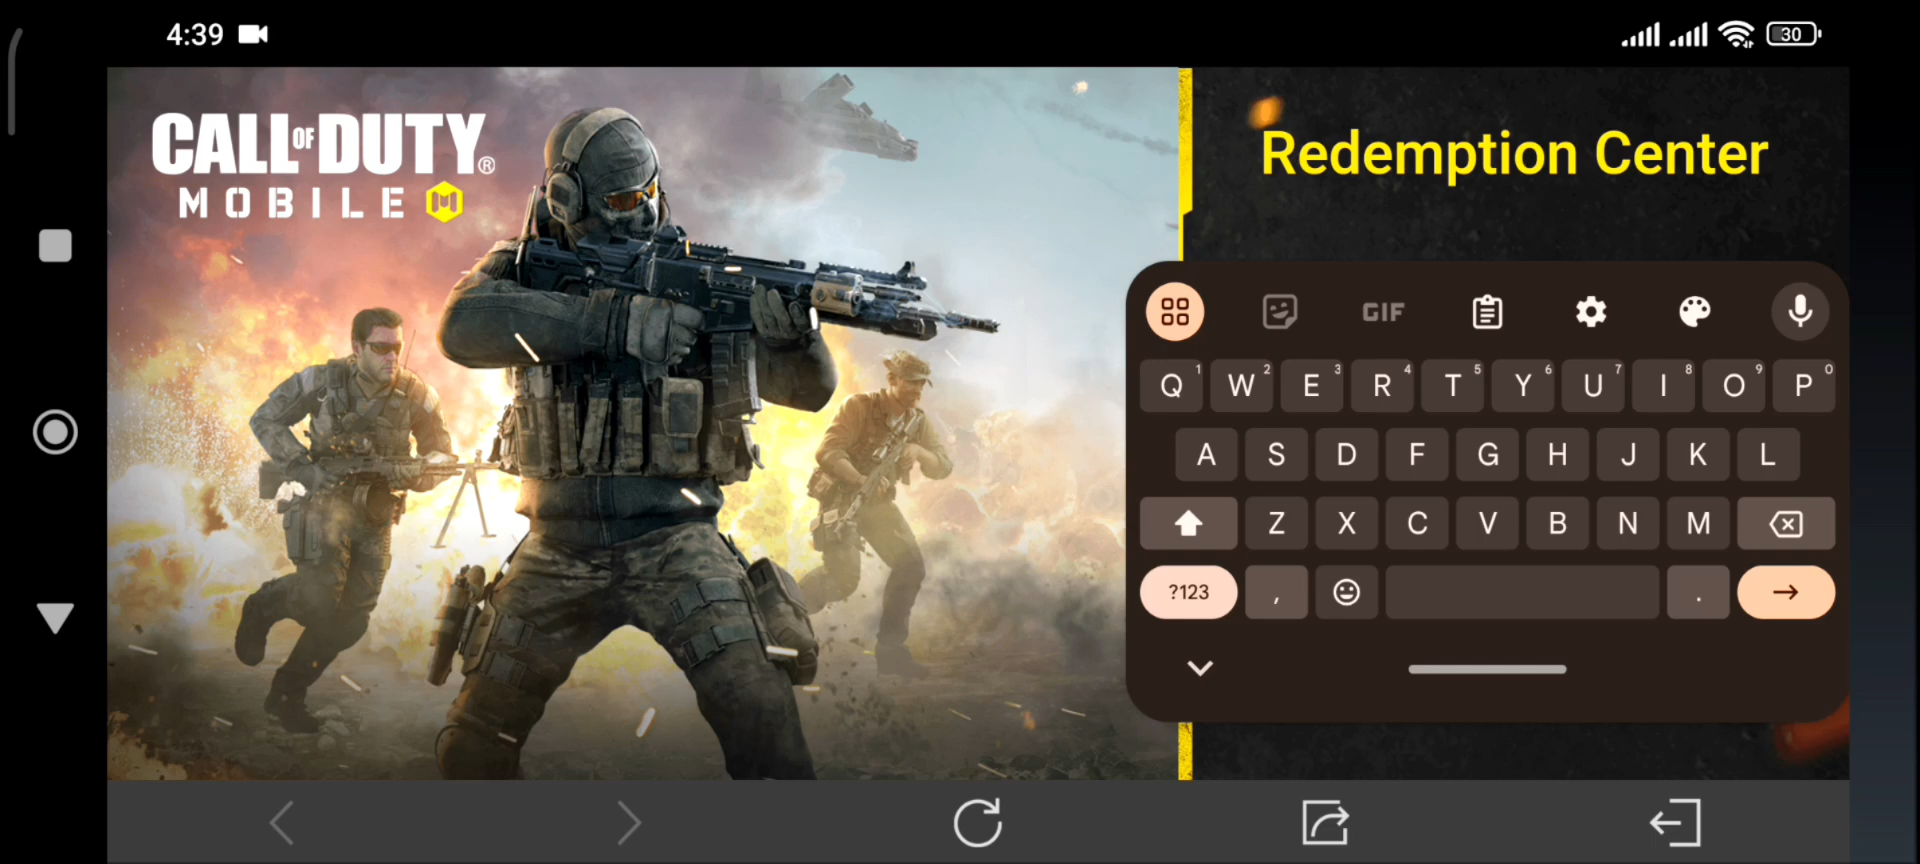 4:39
30
CALL OF DUTY®
MOBILE
Redemption Center
GIF
Q 1 W 2 E 3 R 4 T 5 Y 6 U 7 I 8 O 9 P 0
A S D F G H J K L
Z X C V B N M
?123 , .